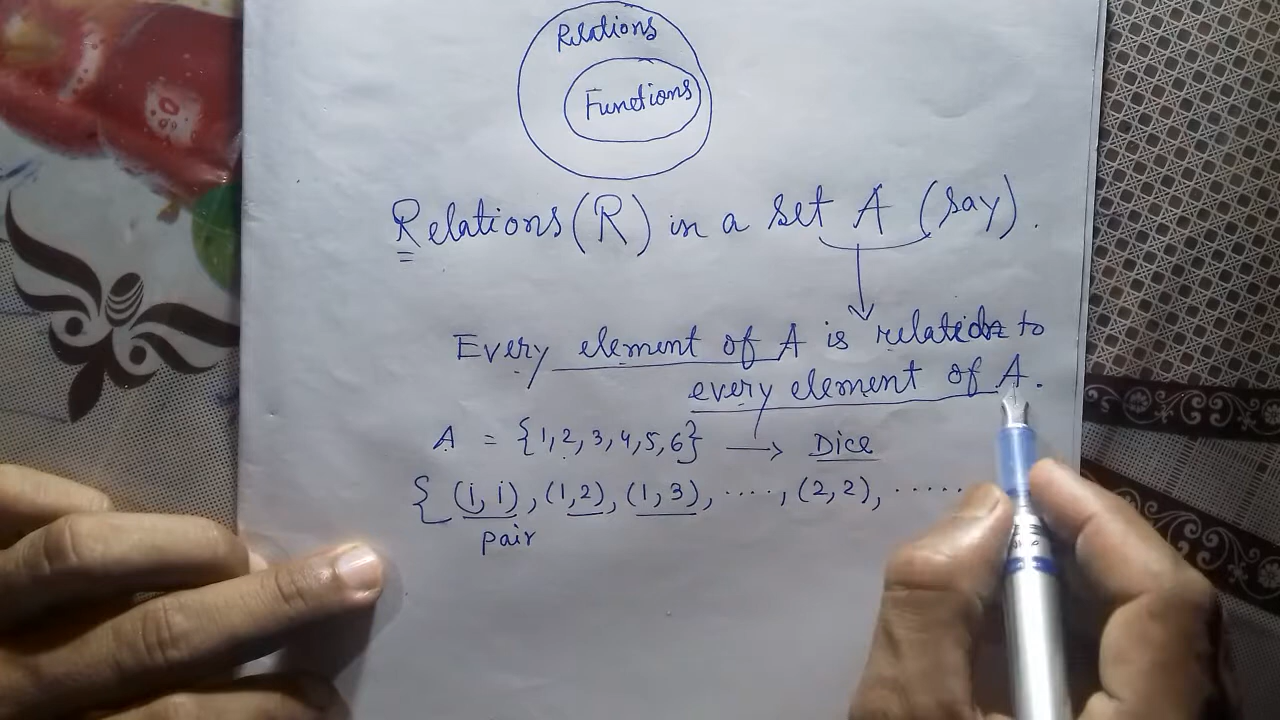 Relations
Functions
Relations (R) in a set A (say).
Every element of A is related to
every element of A.
A = {1,2,3,4,5,6} → Dice
{ (1,1), (1,2), (1,3), ...., (2,2), ......
pair